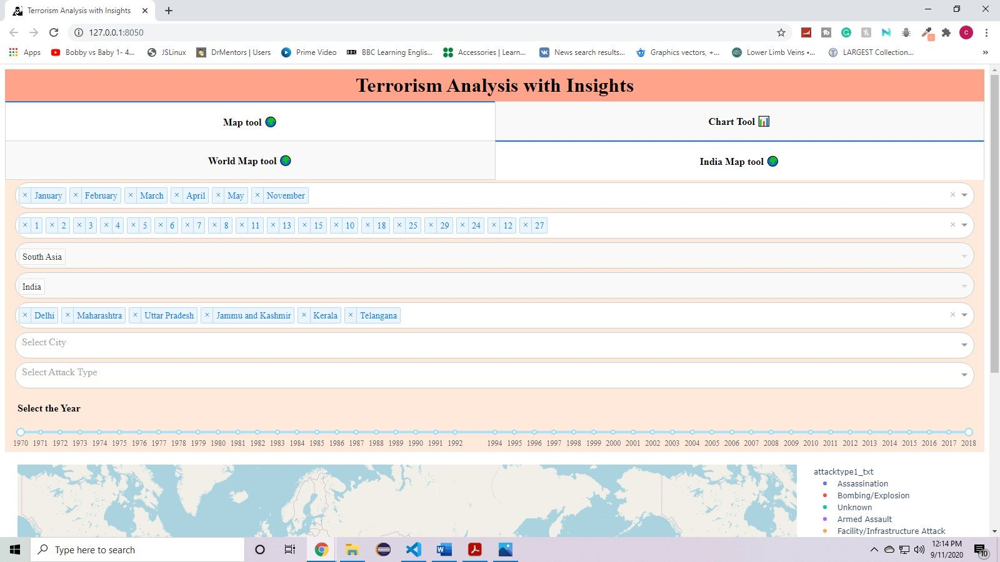 Terrorism Analysis with Insights
127.0.0.1:8050
Apps Bobby vs Baby 1- 4... JSLinux DrMentors | Users Prime Video BBC BBC Learning Englis... Accessories | Learn... News search results... Graphics vectors, +... Lower Limb Veins •... LARGEST Collection... »
Terrorism Analysis with Insights
Map tool Chart Tool
World Map tool India Map tool
× January × February × March × April × May × November
× 1 × 2 × 3 × 4 × 5 × 6 × 7 × 8 × 11 × 13 × 15 × 10 × 18 × 25 × 29 × 24 × 12 × 27
South Asia
India
× Delhi × Maharashtra × Uttar Pradesh × Jammu and Kashmir × Kerala × Telangana
Select City
Select Attack Type
Select the Year
1970 1971 1972 1973 1974 1975 1976 1977 1978 1979 1980 1981 1982 1983 1984 1985 1986 1987 1988 1989 1990 1991 1992 1994 1995 1996 1997 1998 1999 2000 2001 2002 2003 2004 2005 2006 2007 2008 2009 2010 2011 2012 2013 2014 2015 2016 2017 2018
attacktype1_txt
Assassination
Bombing/Explosion
Unknown
Armed Assault
Facility/Infrastructure Attack
Type here to search
12:14 PM
9/11/2020
10